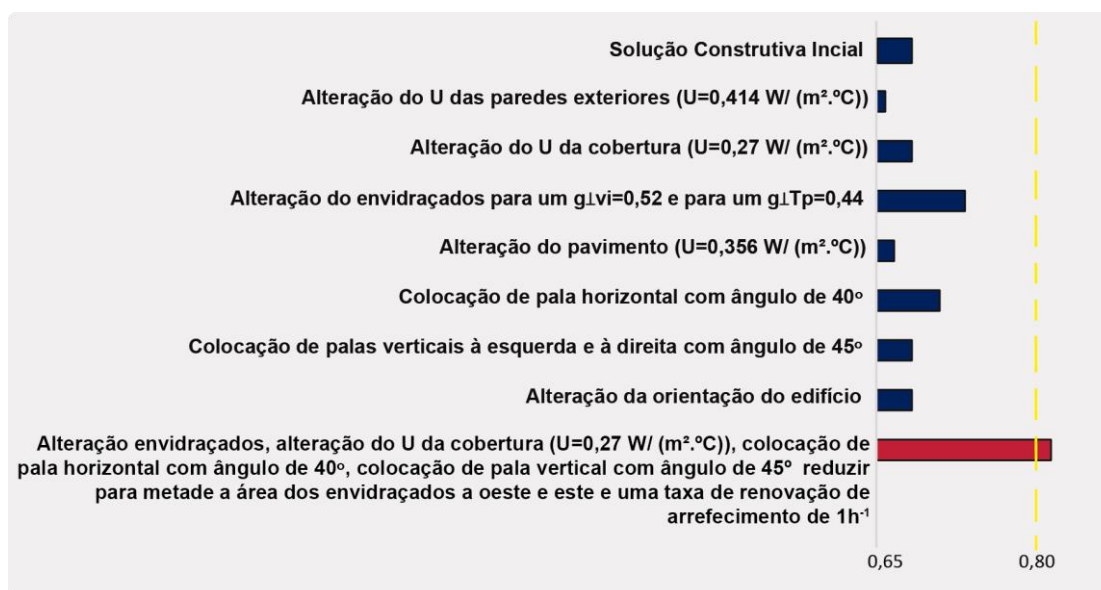 Solução Construtiva Incial
Alteração do U das paredes exteriores (U=0,414 W/ (m².ºC))
Alteração do U da cobertura (U=0,27 W/ (m².ºC))
Alteração do envidraçados para um g⊥vi=0,52 e para um g⊥Tp=0,44
Alteração do pavimento (U=0,356 W/ (m².ºC))
Colocação de pala horizontal com ângulo de 40º
Colocação de palas verticais à esquerda e à direita com ângulo de 45º
Alteração da orientação do edifício
Alteração envidraçados, alteração do U da cobertura (U=0,27 W/ (m².ºC)), colocação de
pala horizontal com ângulo de 40º, colocação de pala vertical com ângulo de 45º reduzir
para metade a área dos envidraçados a oeste e este e uma taxa de renovação de
arrefecimento de 1h⁻¹
0,65 0,80